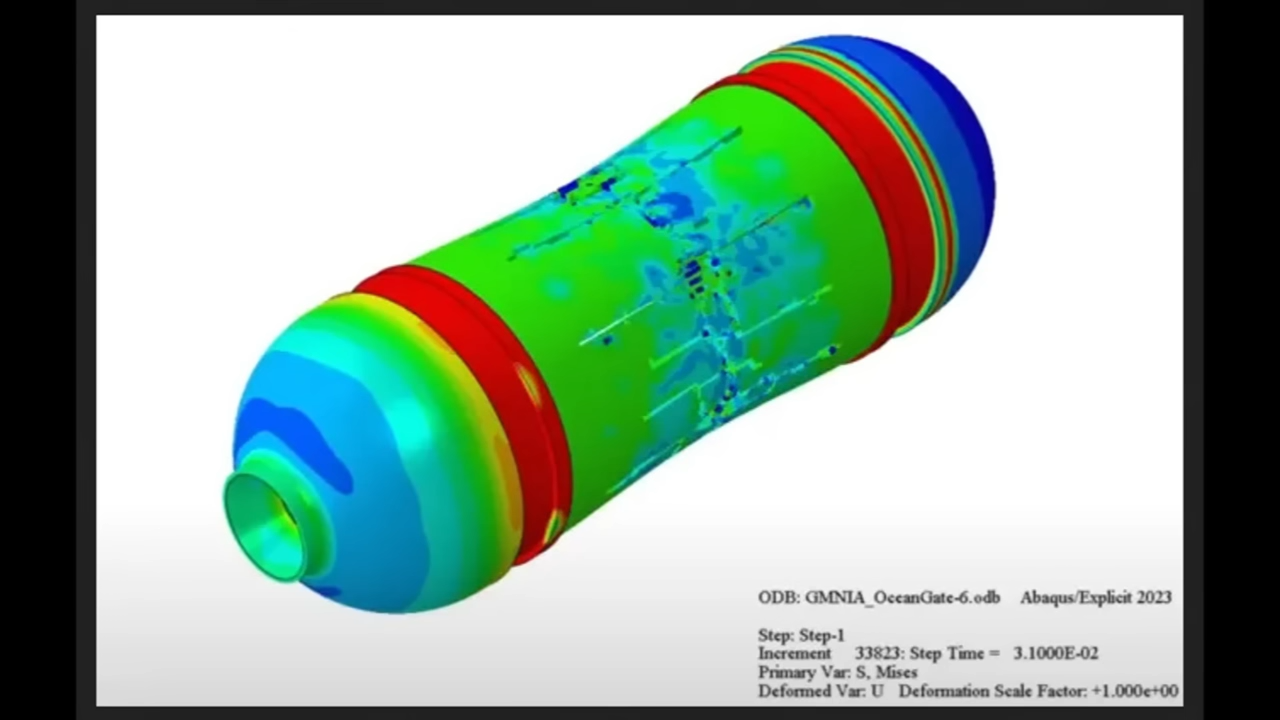 ODB: GMNIA_OceanGate-6.odb Abaqus/Explicit 2023
Step: Step-1
Increment 33823: Step Time = 3.1000E-02
Primary Var: S, Mises
Deformed Var: U Deformation Scale Factor: +1.000e+00